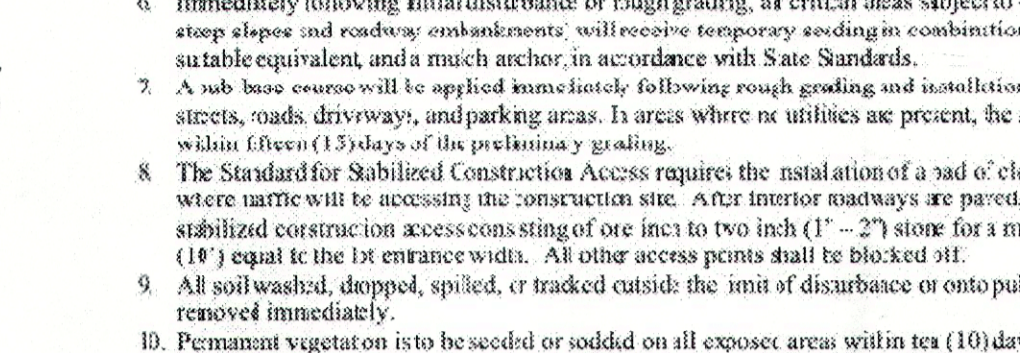 6. Immediately following initial disturbance or rough grading, all critical areas subject to
steep slopes and roadway embankments, will receive temporary seeding in combination
suitable equivalent, and a mulch anchor, in accordance with State Standards.
7. A sub base course will be applied immediately following rough grading and installation
streets, roads, driveways, and parking areas. In areas where no utilities are present, the
within fifteen (15) days of the preliminary grading.
8. The Standard for Stabilized Construction Access requires the installation of a pad of
where traffic will be accessing the construction site. After interior roadways are paved,
stabilized construction access consisting of one inch to two inch (1" – 2") stone for a
(10') equal to the lot entrance width. All other access points shall be blocked off.
9. All soil washed, dropped, spilled, or tracked outside the limit of disturbance or onto
removed immediately.
10. Permanent vegetation is to be seeded or sodded on all exposed areas within ten (10)